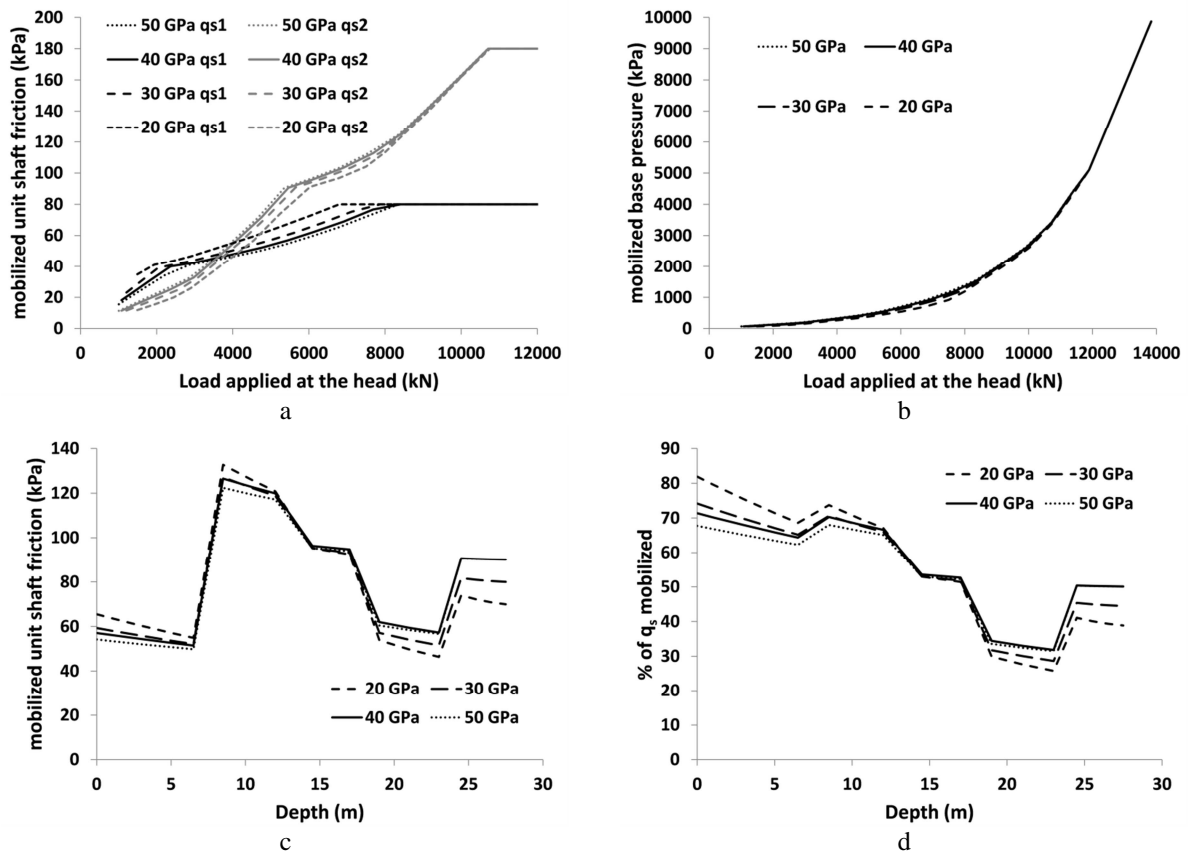 200
180
160
140
120
100
80
60
40
20
0
mobilized unit shaft friction (kPa)
50 GPa qs1
50 GPa qs2
40 GPa qs1
40 GPa qs2
30 GPa qs1
30 GPa qs2
20 GPa qs1
20 GPa qs2
0 2000 4000 6000 8000 10000 12000
Load applied at the head (kN)
a
10000
9000
8000
7000
6000
5000
4000
3000
2000
1000
0
mobilized base pressure (kPa)
50 GPa
40 GPa
30 GPa
20 GPa
0 2000 4000 6000 8000 10000 12000 14000
Load applied at the head (kN)
b
140
120
100
80
60
40
20
0
mobilized unit shaft friction (kPa)
20 GPa
30 GPa
40 GPa
50 GPa
0 5 10 15 20 25 30
Depth (m)
c
90
80
70
60
50
40
30
20
10
0
% of qs mobilized
20 GPa
30 GPa
40 GPa
50 GPa
0 5 10 15 20 25 30
Depth (m)
d